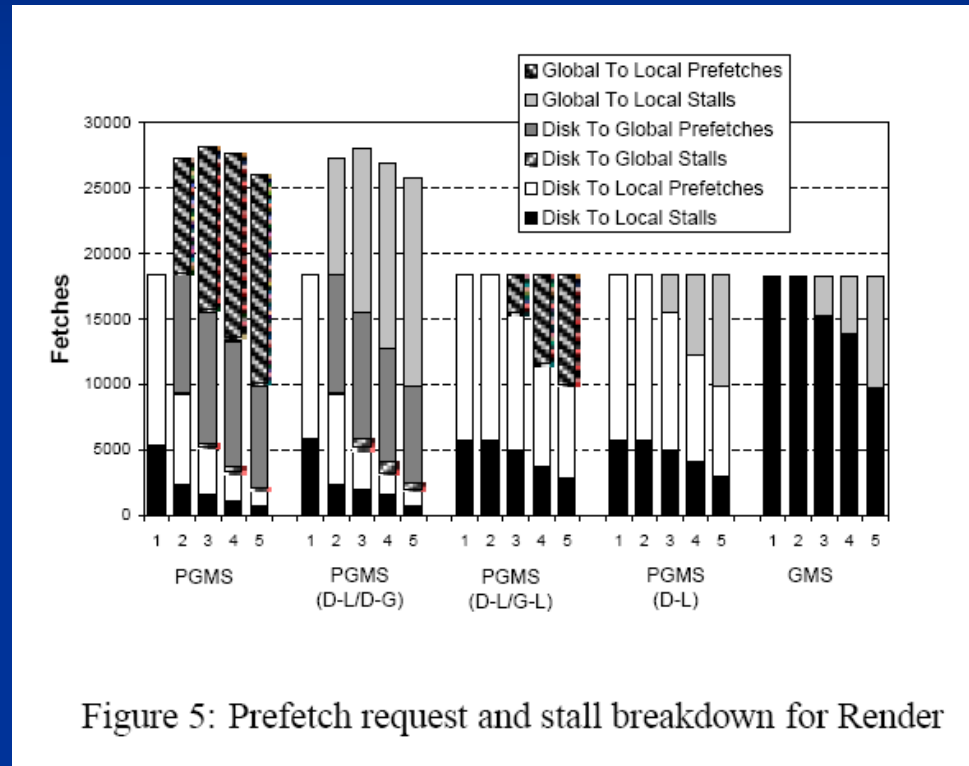 Global To Local Prefetches
Global To Local Stalls
Disk To Global Prefetches
Disk To Global Stalls
Disk To Local Prefetches
Disk To Local Stalls
30000
25000
20000
15000
10000
5000
0
Fetches
1 2 3 4 5 1 2 3 4 5 1 2 3 4 5 1 2 3 4 5 1 2 3 4 5
PGMS PGMS PGMS PGMS GMS
(D-L/D-G) (D-L/G-L) (D-L)
Figure 5: Prefetch request and stall breakdown for Render